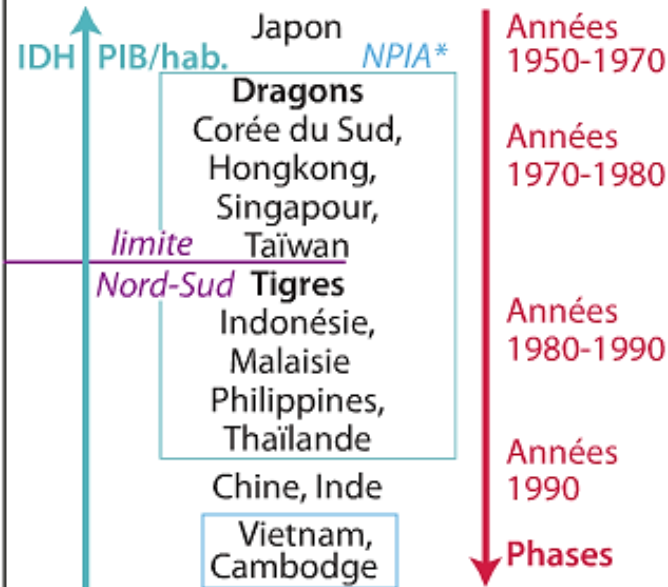 Japon
IDH PIB/hab.
NPIA*
Dragons
Corée du Sud,
Hongkong,
Singapour,
Taïwan
limite
Nord-Sud
Tigres
Indonésie,
Malaisie
Philippines,
Thaïlande
Chine, Inde
Vietnam,
Cambodge
Années
1950-1970
Années
1970-1980
Années
1980-1990
Années
1990
Phases